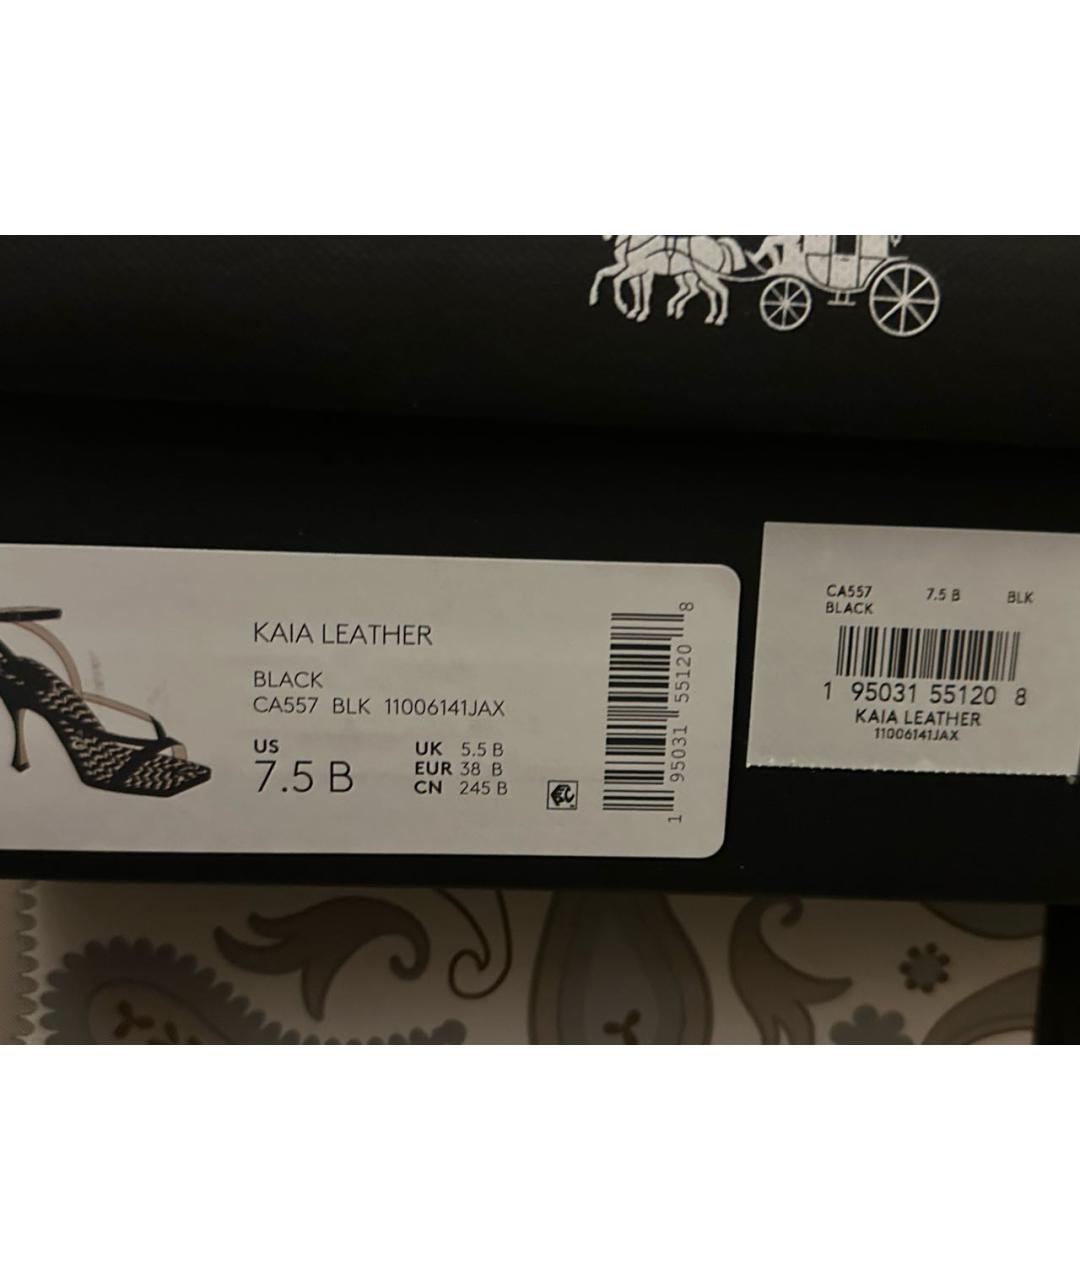 KAIA LEATHER
BLACK
CA557 BLK 11006141JAX
US
7.5 B
UK 5.5 B
EUR 38 B
CN 245 B
1 95031 55120 8
CA557 7.5 B BLK
BLACK
1 95031 55120 8
KAIA LEATHER
11006141JAX